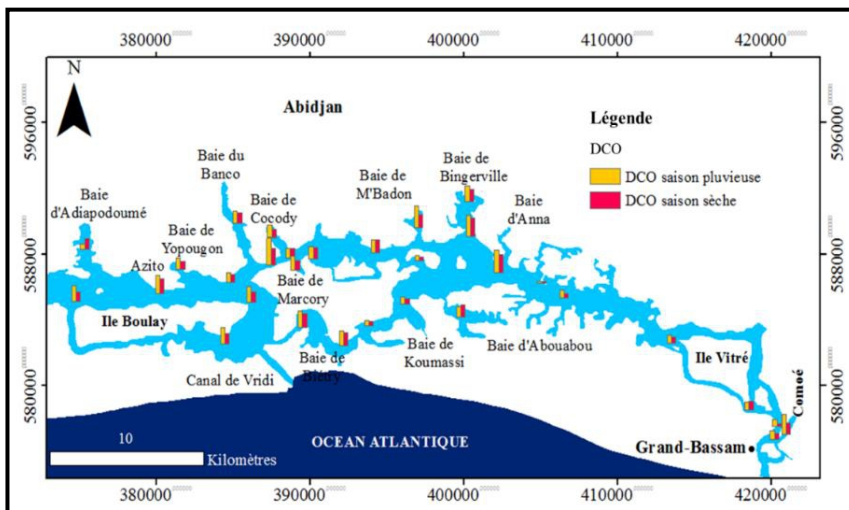 380000 390000 400000 410000 420000
N
Abidjan
596000
596000
Légende
DCO
DCO saison pluvieuse
DCO saison sèche
Baie du
Banco
Baie de
M'Badon
Baie de
Bingerville
Baie
d'Adiapodoumé
Baie de
Cocody
Baie
d'Anna
Baie de
Yopougon
588000
588000
Azito
Baie de
Marcory
Ile Boulay
Ile Vitré
Baie de
Koumassi
Baie d'Abouabou
Baie de
Biétry
Canal de Vridi
580000
580000
Comoé
OCEAN ATLANTIQUE
Grand-Bassam
10
Kilomètres
380000 390000 400000 410000 420000